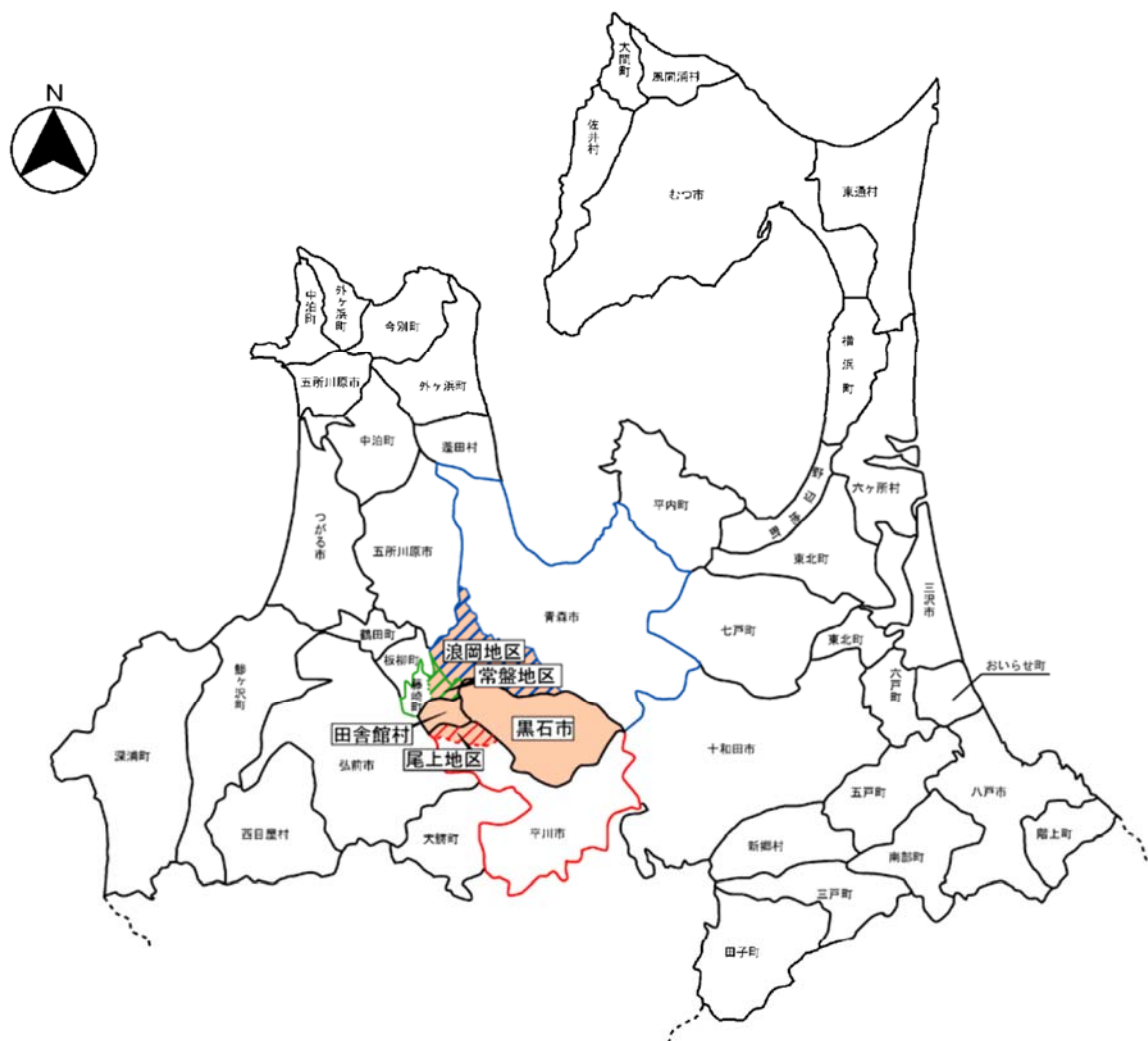 N
大間町
風間浦村
佐井村
むつ市
東通村
中泊町
外ヶ浜町
今別町
五所川原市
外ヶ浜町
横浜町
中泊町
蓬田村
平内町
野辺地町
六ヶ所村
つがる市
五所川原市
東北町
三沢市
青森市
七戸町
鶴田町
板柳町
浪岡地区
東北町
常盤地区
藤崎町
六戸町
おいらせ町
鰺ヶ沢町
黒石市
田舎館村
十和田市
深浦町
弘前市
尾上地区
五戸町
八戸市
西目屋村
大鰐町
平川市
新郷村
南部町
階上町
三戸町
田子町